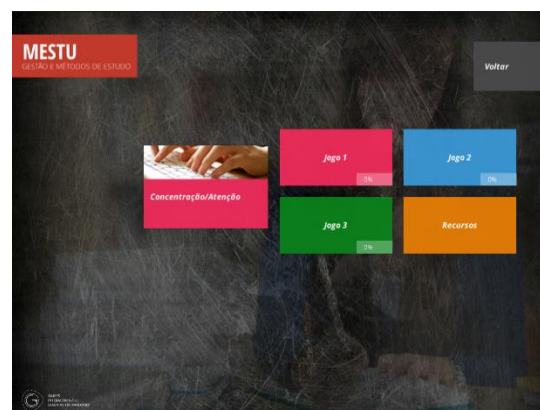 MESTU
GESTÃO E MÉTODOS DE ESTUDO
Voltar
Concentração/Atenção
Jogo 1
0%
Jogo 2
0%
Jogo 3
0%
Recursos